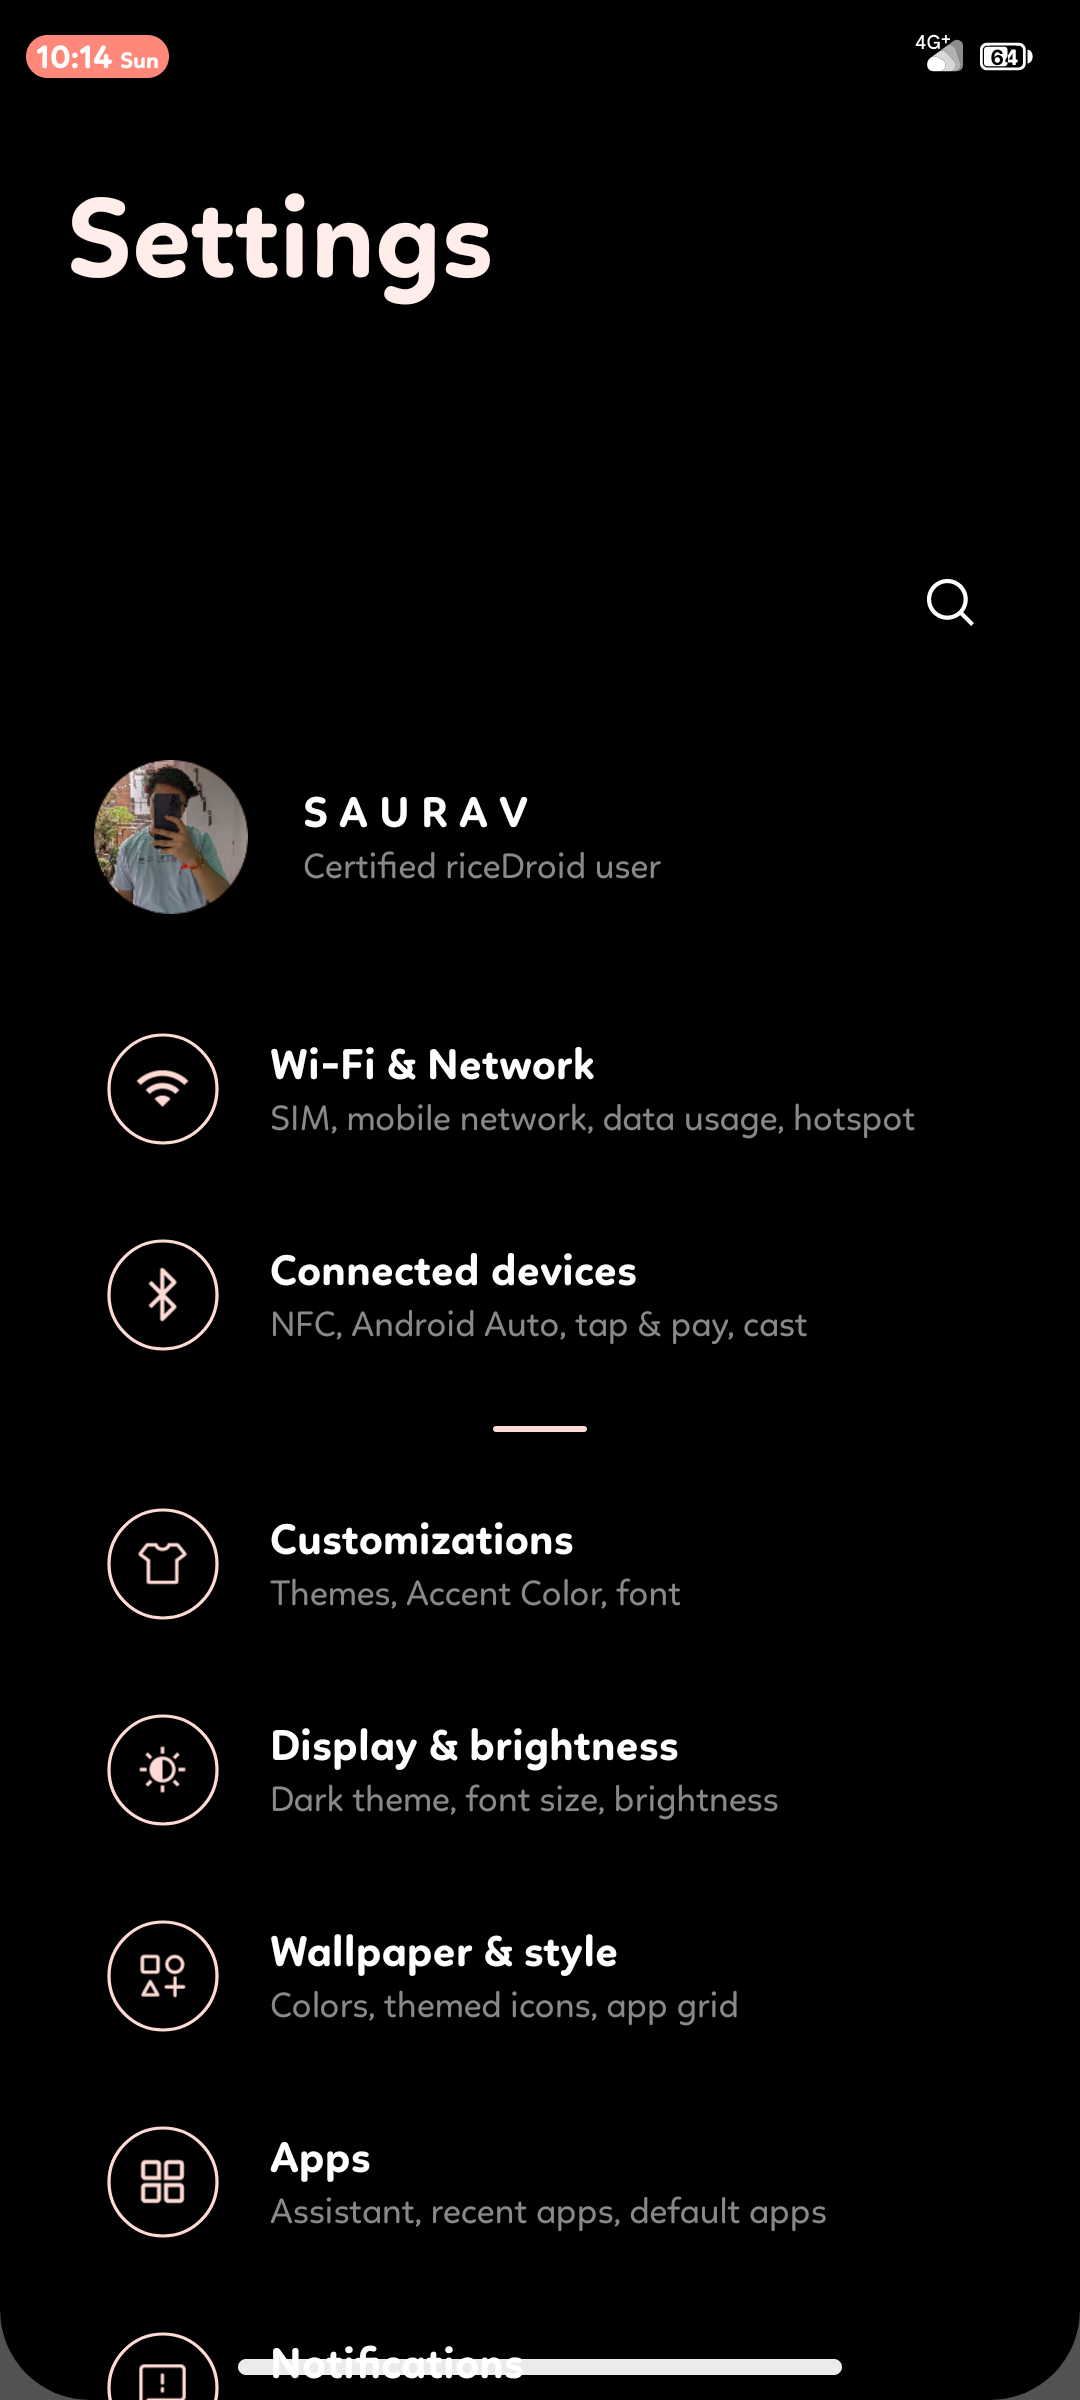 10:14 Sun
4G+
64
Settings
S A U R A V
Certified riceDroid user
Wi-Fi & Network
SIM, mobile network, data usage, hotspot
Connected devices
NFC, Android Auto, tap & pay, cast
Customizations
Themes, Accent Color, font
Display & brightness
Dark theme, font size, brightness
Wallpaper & style
Colors, themed icons, app grid
Apps
Assistant, recent apps, default apps
Notifications